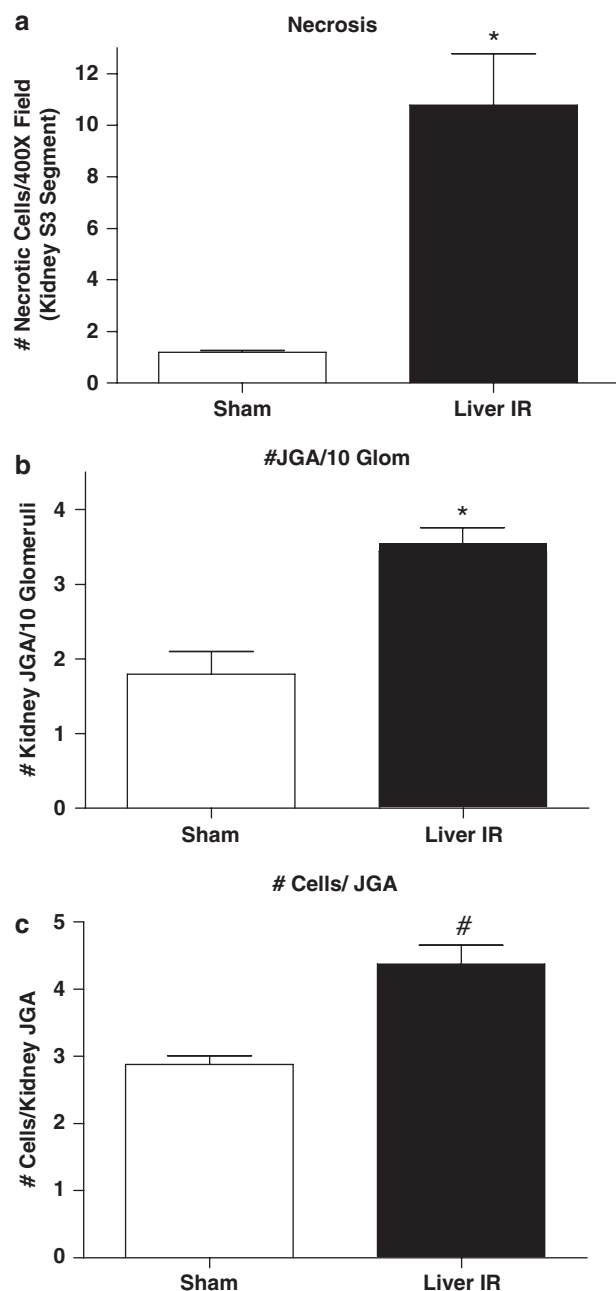 a
Necrosis
# Necrotic Cells/400X Field
(Kidney S3 Segment)
12
10
8
6
4
2
0
*
Sham
Liver IR
b
#JGA/10 Glom
# Kidney JGA/10 Glomeruli
4
3
2
1
0
*
Sham
Liver IR
# Cells/ JGA
c
# Cells/Kidney JGA
5
4
3
2
1
0
#
Sham
Liver IR